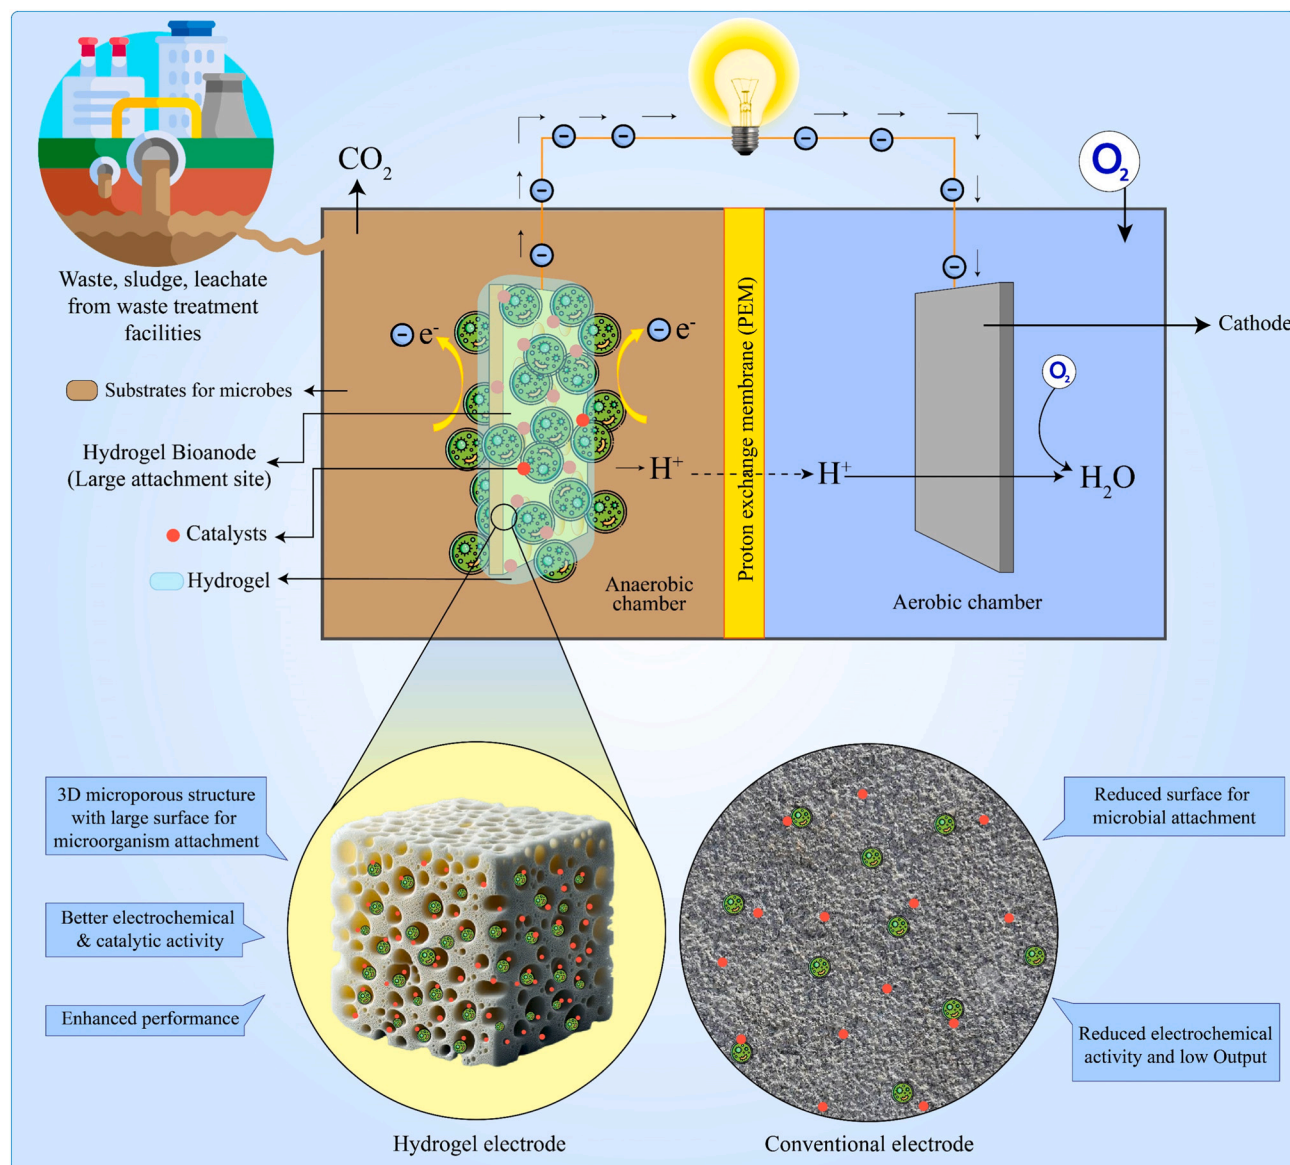 CO2
O2
Waste, sludge, leachate
from waste treatment
facilities
Substrates for microbes
Hydrogel Bioanode
(Large attachment site)
Catalysts
Hydrogel
e-
e-
H+
Anaerobic
chamber
Proton exchange membrane (PEM)
H+
O2
H2O
Cathode
Aerobic chamber
3D microporous structure
with large surface for
microorganism attachment
Better electrochemical
& catalytic activity
Enhanced performance
Hydrogel electrode
Reduced surface for
microbial attachment
Reduced electrochemical
activity and low Output
Conventional electrode